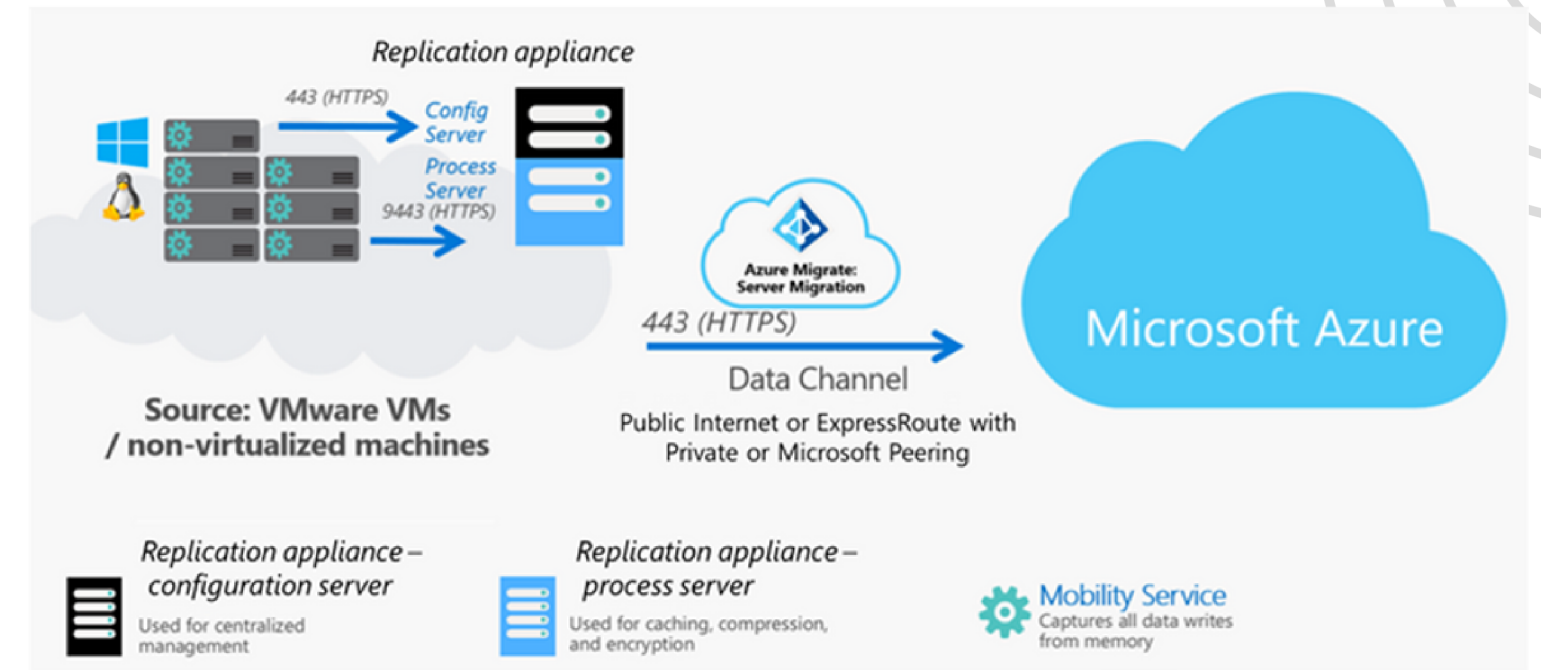 Replication appliance
443 (HTTPS)
Config
Server
Process
Server
9443 (HTTPS)
Azure Migrate:
Server Migration
443 (HTTPS)
Data Channel
Public Internet or ExpressRoute with
Private or Microsoft Peering
Microsoft Azure
Source: VMware VMs
/ non-virtualized machines
Replication appliance –
configuration server
Used for centralized
management
Replication appliance –
process server
Used for caching, compression,
and encryption
Mobility Service
Captures all data writes
from memory